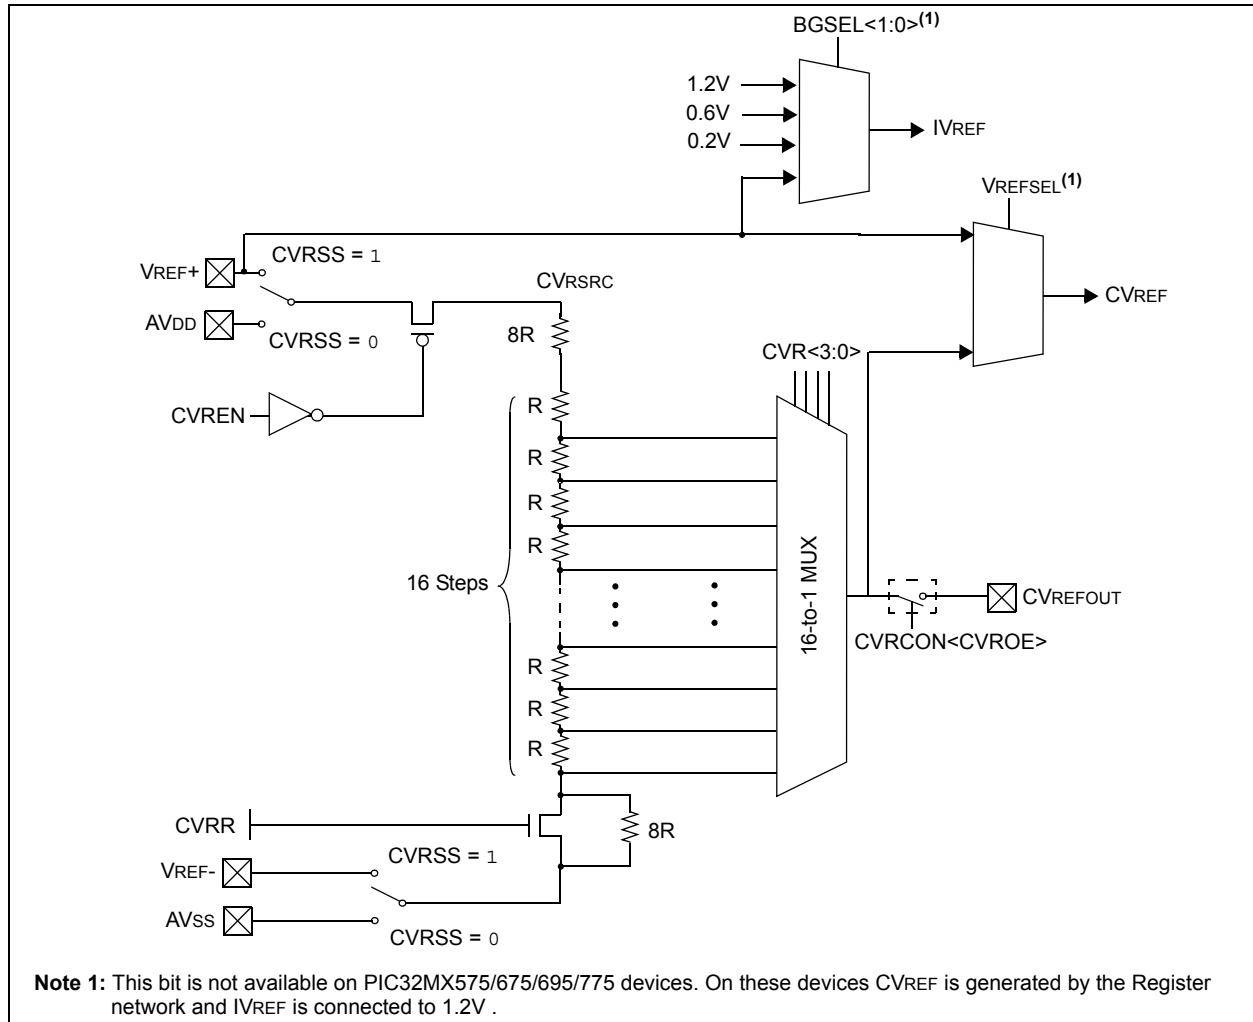 BGSEL<1:0>(1)
1.2V
0.6V
0.2V
IVREF
VREFSEL(1)
VREF+
CVRSS = 1
CVRSRC
CVREF
AVDD
CVRSS = 0
8R
CVR<3:0>
CVREN
R
R
R
R
16 Steps
16-to-1 MUX
CVREFOUT
CVRCON<CVROE>
R
R
R
CVRR
8R
CVRSS = 1
VREF-
AVSS
CVRSS = 0
Note 1: This bit is not available on PIC32MX575/675/695/775 devices. On these devices CVREF is generated by the Register
network and IVREF is connected to 1.2V .